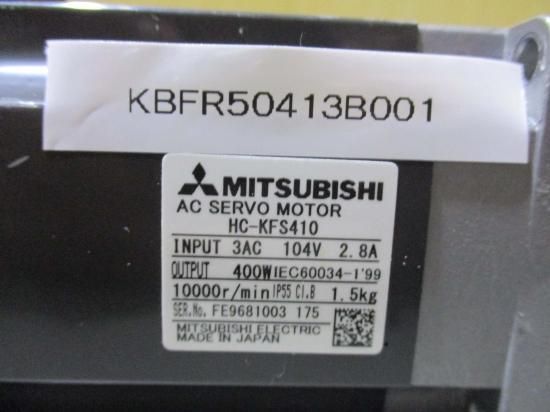 KBFR50413B001
MITSUBISHI
AC SERVO MOTOR
HC-KFS410
INPUT 3AC 104V 2.8A
OUTPUT 400W IEC60034-1'99
10000r/min IP55 CI.B 1.5kg
SER.No. FE9681003 175
MITSUBISHI ELECTRIC
MADE IN JAPAN